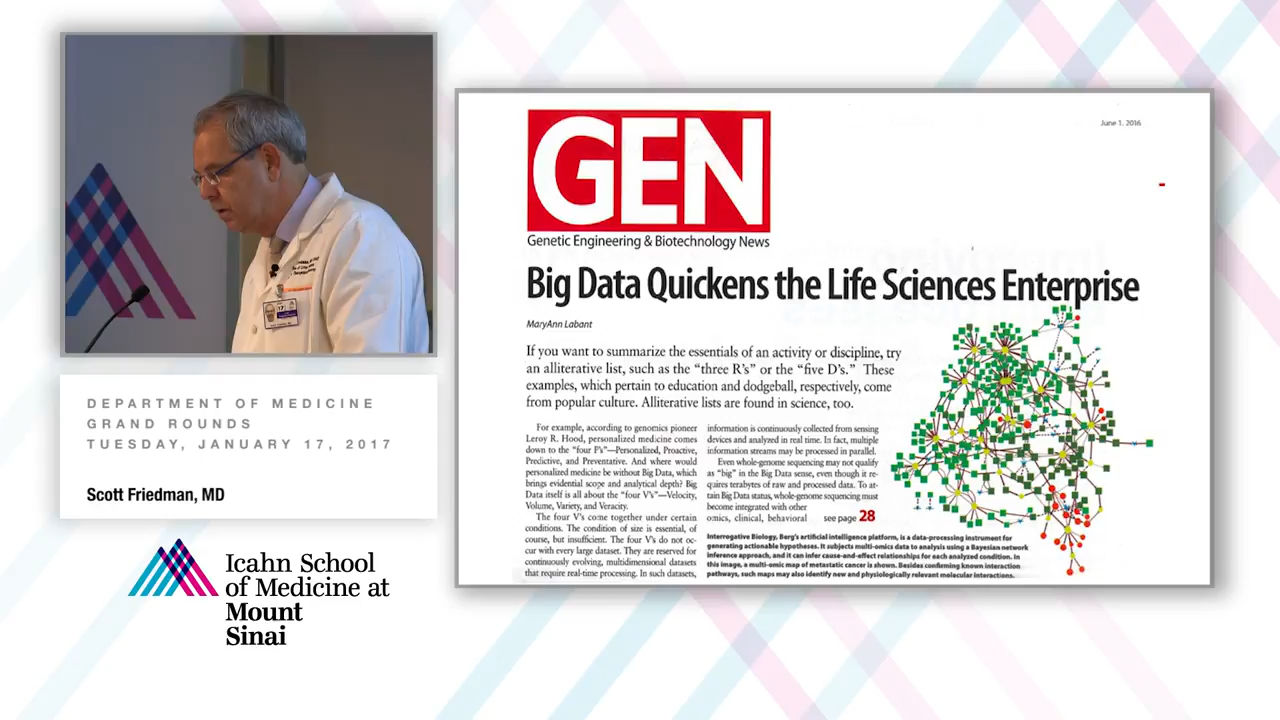 DEPARTMENT OF MEDICINE
GRAND ROUNDS
TUESDAY, JANUARY 17, 2017
Scott Friedman, MD
Icahn School
of Medicine at
Mount
Sinai
GEN
June 1, 2016
Genetic Engineering & Biotechnology News
Big Data Quickens the Life Sciences Enterprise
MaryAnn Labant
If you want to summarize the essentials of an activity or discipline, try
an alliterative list, such as the “three R’s” or the “five D’s.” These
examples, which pertain to education and dodgeball, respectively, come
from popular culture. Alliterative lists are found in science, too.
For example, according to genomics pioneer
Leroy R. Hood, personalized medicine comes
down to the “four P’s”—Personalized, Proactive,
Predictive, and Preventative. And where would
personalized medicine be without Big Data, which
brings evidential scope and analytical depth? Big
Data itself is all about the “four V’s”—Velocity,
Volume, Variety, and Veracity.
The four V’s come together under certain
conditions. The condition of size is essential, of
course, but insufficient. The four V’s do not oc-
cur with every large dataset. They are reserved for
continuously evolving, multidimensional datasets
that require real-time processing. In such datasets,
information is continuously collected from sensing
devices and analyzed in real time. In fact, multiple
information streams may be processed in parallel.
Even whole-genome sequencing may not qualify
as “big” in the Big Data sense, even though it re-
quires terabytes of raw and processed data. To at-
tain Big Data status, whole-genome sequencing must
become integrated with other
omics, clinical, behavioral see page 28
Interrogative Biology, Berg’s artificial intelligence platform, is a data-processing instrument for
generating actionable hypotheses. It subjects multi-omics data to analysis using a Bayesian network
inference approach, and it can infer cause-and-effect relationships for each analyzed condition. In
this image, a multi-omic map of metastatic cancer is shown. Besides confirming known interaction
pathways, such maps may also identify new and physiologically relevant molecular interactions.